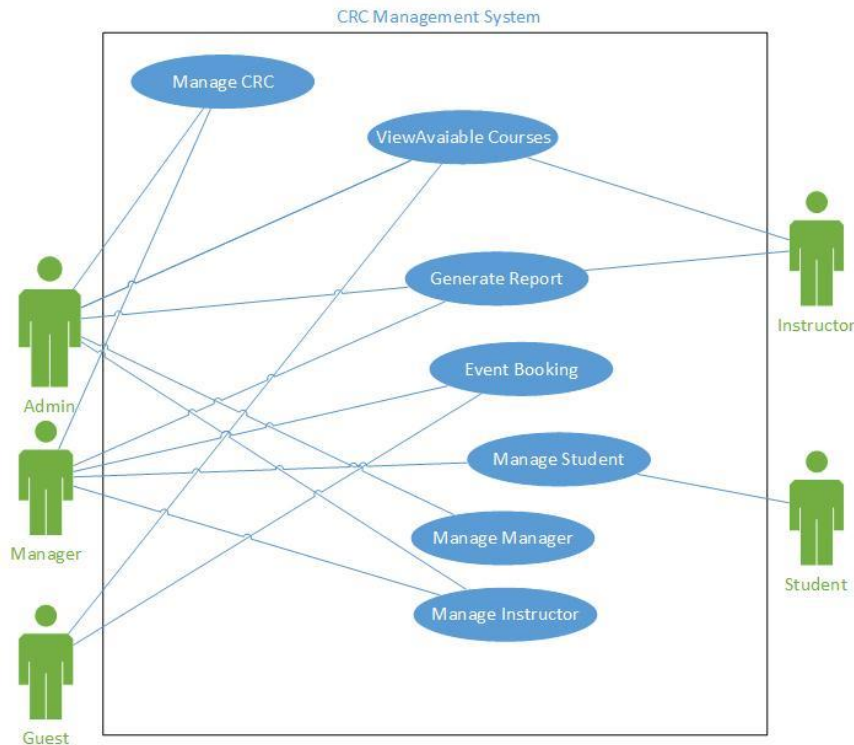 CRC Management System
Manage CRC
ViewAvaiable Courses
Generate Report
Instructor
Event Booking
Admin
Manage Student
Manage Manager
Manager
Student
Manage Instructor
Guest